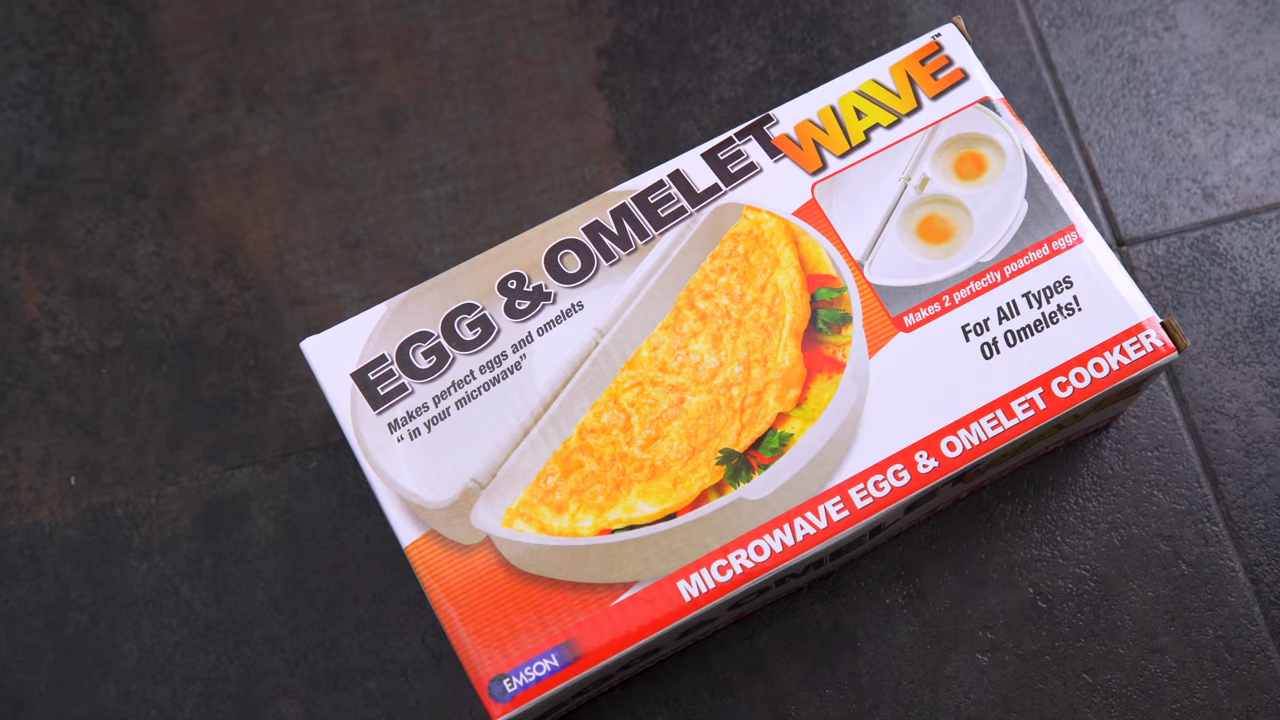 EGG & OMELET WAVE™
Makes perfect eggs and omelets
“ in your microwave”
Makes 2 perfectly poached eggs
For All Types
Of Omelets!
MICROWAVE EGG & OMELET COOKER
EMSON